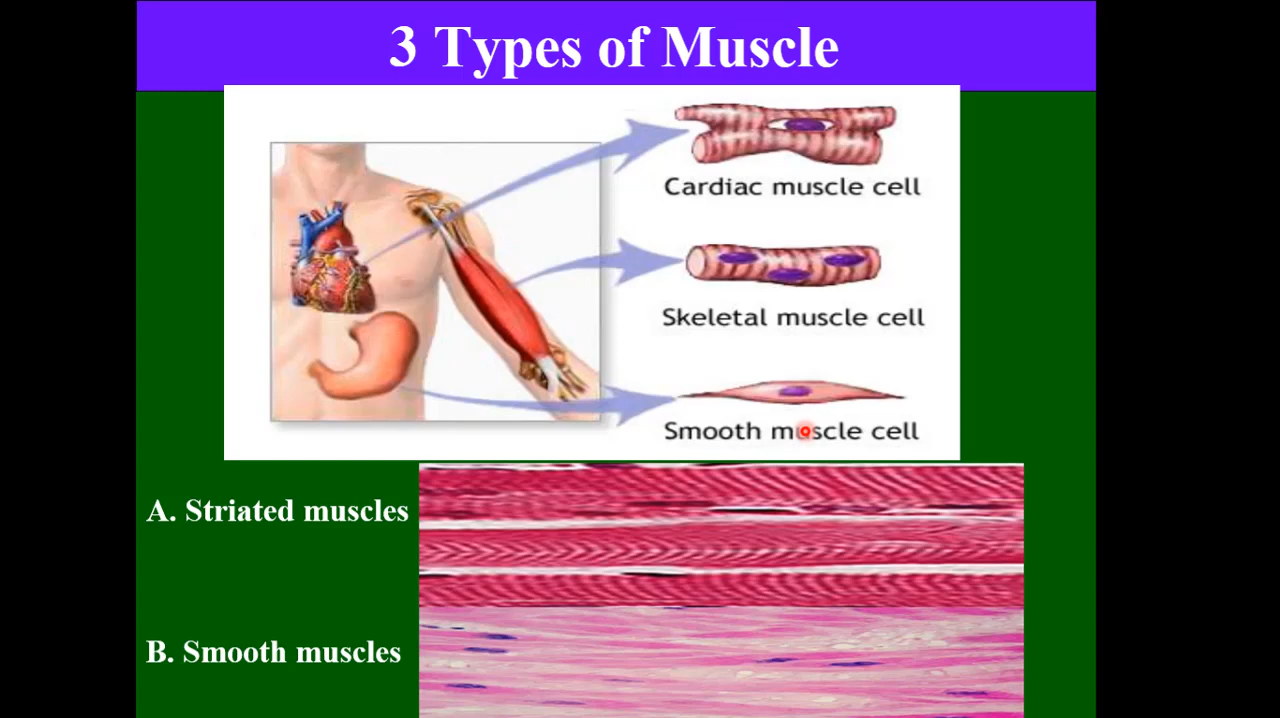 3 Types of Muscle
Cardiac muscle cell
Skeletal muscle cell
Smooth muscle cell
A. Striated muscles
B. Smooth muscles